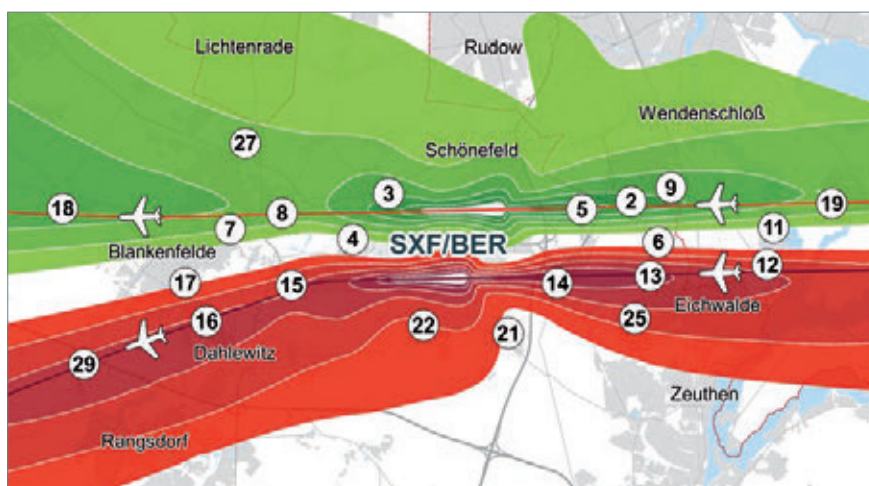 Lichtenrade
Rudow
Wendenschloß
27
Schönefeld
18
3
9
2
5
19
8
7
11
4
SXF/BER
6
Blankenfelde
12
17
15
14
13
Eichwalde
16
22
25
21
29
Dahlewitz
Zeuthen
Rangsdorf